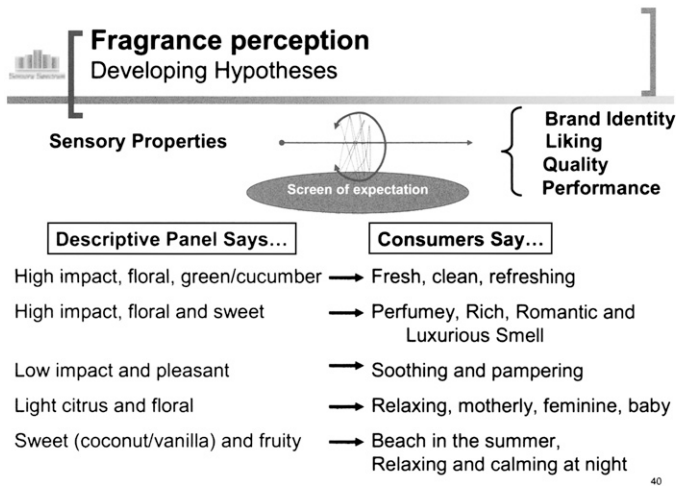 Fragrance perception
Developing Hypotheses
Sensory Spectrum
Sensory Properties
Screen of expectation
Brand Identity
Liking
Quality
Performance
Descriptive Panel Says…
Consumers Say…
High impact, floral, green/cucumber
Fresh, clean, refreshing
High impact, floral and sweet
Perfumey, Rich, Romantic and
Luxurious Smell
Low impact and pleasant
Soothing and pampering
Light citrus and floral
Relaxing, motherly, feminine, baby
Sweet (coconut/vanilla) and fruity
Beach in the summer,
Relaxing and calming at night
40